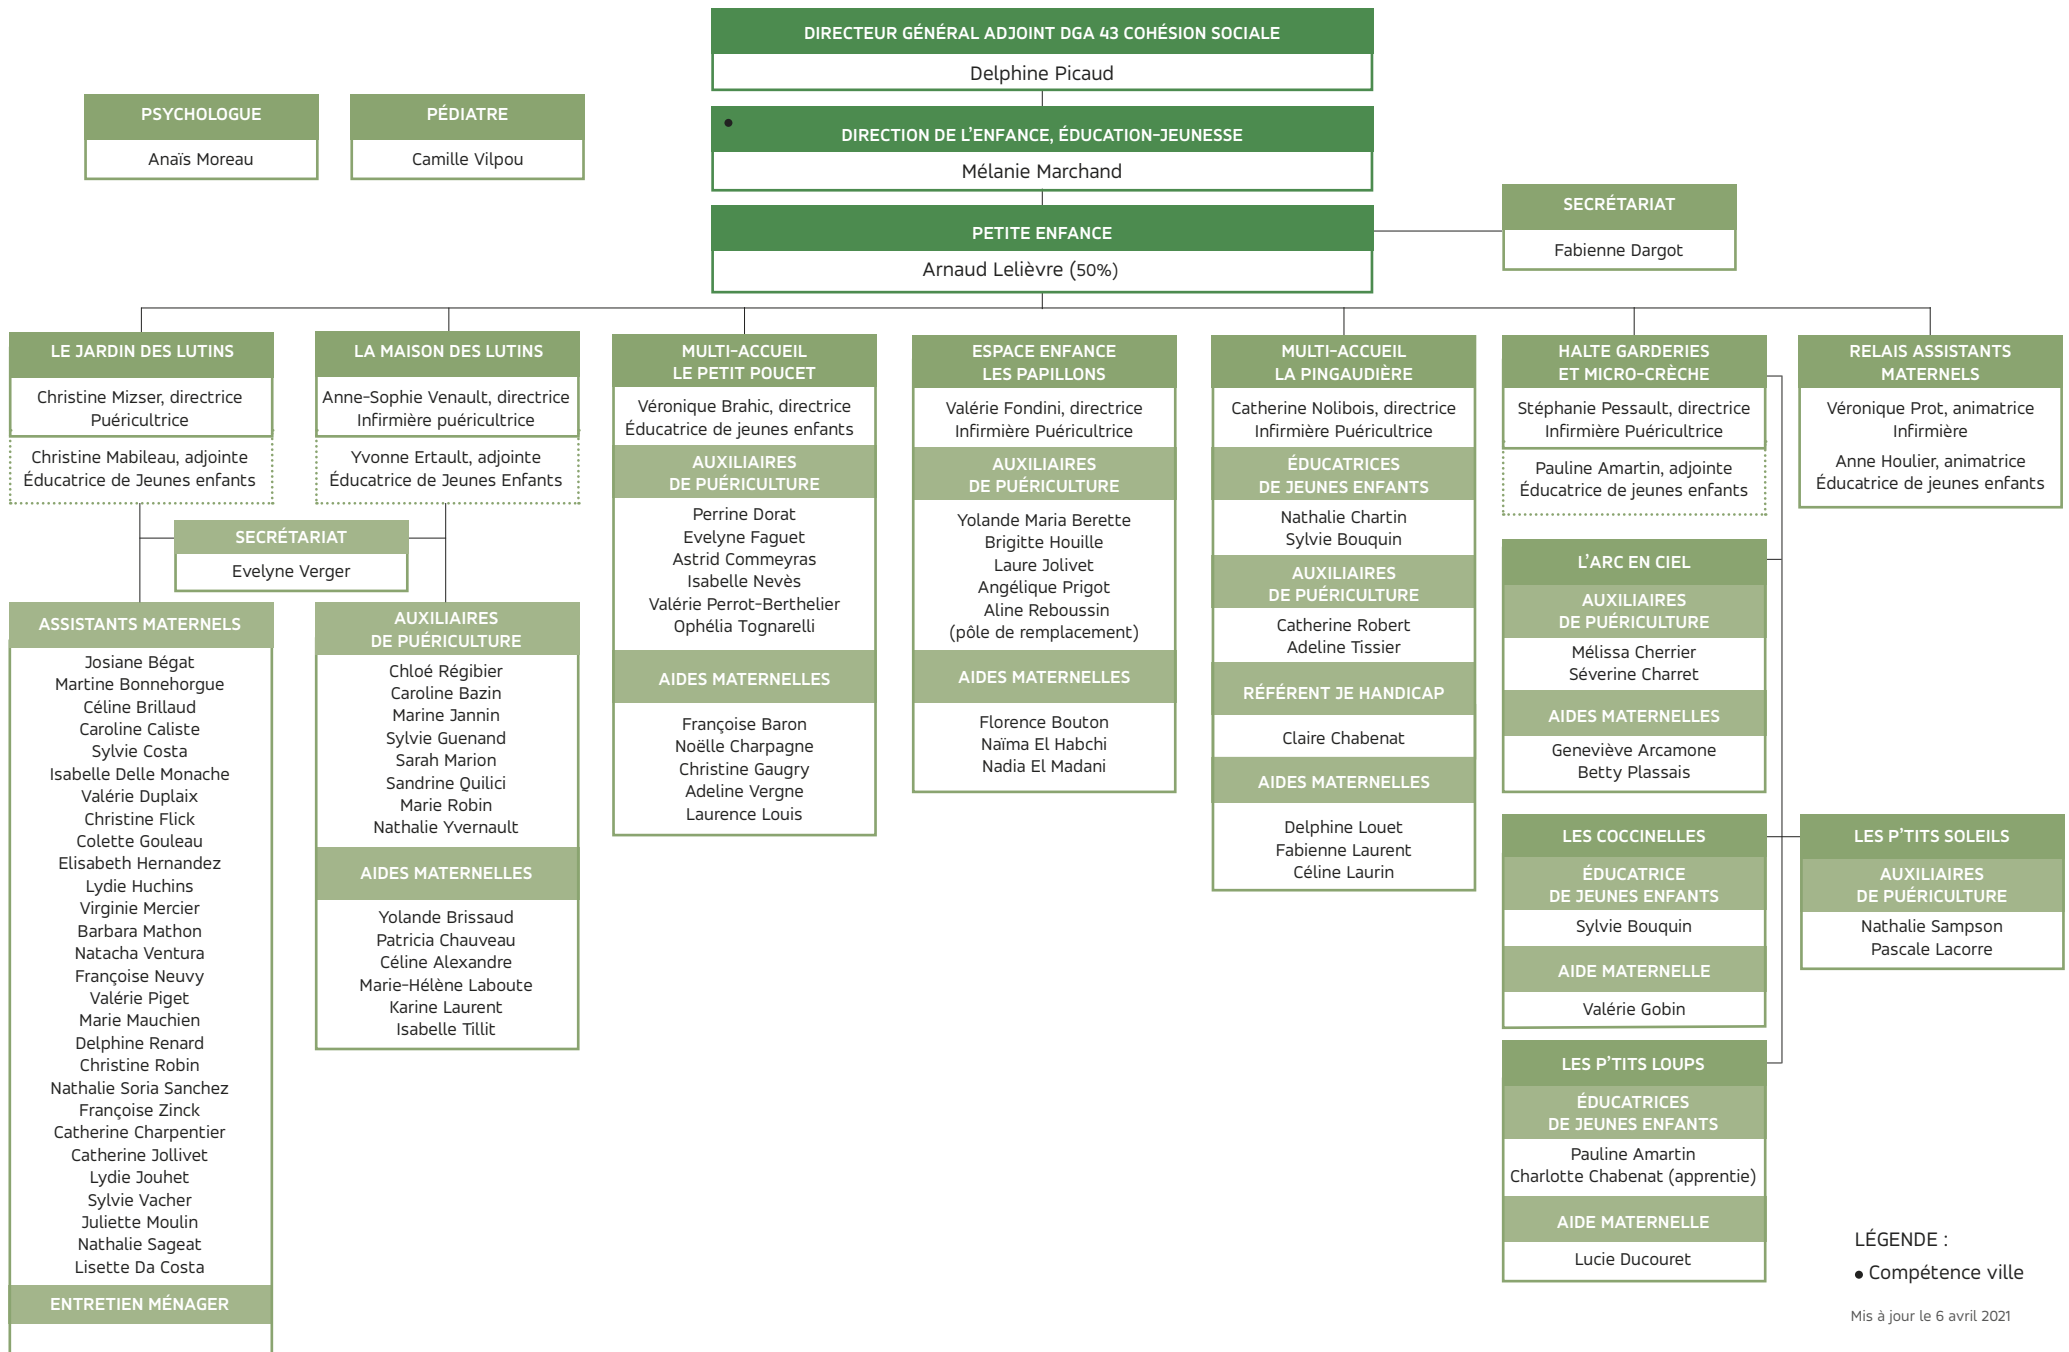 DIRECTEUR GÉNÉRAL ADJOINT DGA 43 COHÉSION SOCIALE
Delphine Picaud
PSYCHOLOGUE
Anaïs Moreau
PÉDIATRE
Camille Vilpou
DIRECTION DE L'ENFANCE, ÉDUCATION-JEUNESSE
Mélanie Marchand
PETITE ENFANCE
Arnaud Lelièvre (50%)
SECRÉTARIAT
Fabienne Dargot
LE JARDIN DES LUTINS
Christine Mizser, directrice
Puéricultrice
Christine Mabileau, adjointe
Éducatrice de Jeunes enfants
LA MAISON DES LUTINS
Anne-Sophie Venault, directrice
Infirmière puéricultrice
Yvonne Ertault, adjointe
Éducatrice de Jeunes Enfants
SECRÉTARIAT
Evelyne Verger
ASSISTANTS MATERNELS
Josiane Bégat
Martine Bonnehorgue
Céline Brillaud
Caroline Caliste
Sylvie Costa
Isabelle Delle Monache
Valérie Duplaix
Christine Flick
Colette Gouleau
Elisabeth Hernandez
Lydie Huchins
Virginie Mercier
Barbara Mathon
Natacha Ventura
Françoise Neuvy
Valérie Piget
Marie Mauchien
Delphine Renard
Christine Robin
Nathalie Soria Sanchez
Françoise Zinck
Catherine Charpentier
Catherine Jollivet
Lydie Jouhet
Sylvie Vacher
Juliette Moulin
Nathalie Sageat
Lisette Da Costa
ENTRETIEN MÉNAGER
AUXILIAIRES
DE PUÉRICULTURE
Chloé Régibier
Caroline Bazin
Marine Jannin
Sylvie Guenand
Sarah Marion
Sandrine Quilici
Marie Robin
Nathalie Yvernault
AIDES MATERNELLES
Yolande Brissaud
Patricia Chauveau
Céline Alexandre
Marie-Hélène Laboute
Karine Laurent
Isabelle Tillit
MULTI-ACCUEIL
LE PETIT POUCET
Véronique Brahic, directrice
Éducatrice de jeunes enfants
AUXILIAIRES
DE PUÉRICULTURE
Perrine Dorat
Evelyne Faguet
Astrid Commeyras
Isabelle Nevès
Valérie Perrot-Berthelier
Ophélia Tognarelli
AIDES MATERNELLES
Françoise Baron
Noëlle Charpagne
Christine Gaugry
Adeline Vergne
Laurence Louis
ESPACE ENFANCE
LES PAPILLONS
Valérie Fondini, directrice
Infirmière Puéricultrice
AUXILIAIRES
DE PUÉRICULTURE
Yolande Maria Berette
Brigitte Houille
Laure Jolivet
Angélique Prigot
Aline Reboussin
(pôle de remplacement)
AIDES MATERNELLES
Florence Bouton
Naïma El Habchi
Nadia El Madani
MULTI-ACCUEIL
LA PINGAUDIÈRE
Catherine Nolibois, directrice
Infirmière Puéricultrice
ÉDUCATRICES
DE JEUNES ENFANTS
Nathalie Chartin
Sylvie Bouquin
AUXILIAIRES
DE PUÉRICULTURE
Catherine Robert
Adeline Tissier
RÉFÉRENT JE HANDICAP
Claire Chabenat
AIDES MATERNELLES
Delphine Louet
Fabienne Laurent
Céline Laurin
HALTE GARDERIES
ET MICRO-CRÈCHE
Stéphanie Pessault, directrice
Infirmière Puéricultrice
Pauline Amartin, adjointe
Éducatrice de jeunes enfants
L'ARC EN CIEL
AUXILIAIRES
DE PUÉRICULTURE
Mélissa Cherrier
Séverine Charret
AIDES MATERNELLES
Geneviève Arcamone
Betty Plassais
LES COCCINELLES
ÉDUCATRICE
DE JEUNES ENFANTS
Sylvie Bouquin
AIDE MATERNELLE
Valérie Gobin
LES P'TITS LOUPS
ÉDUCATRICES
DE JEUNES ENFANTS
Pauline Amartin
Charlotte Chabenat (apprentie)
AIDE MATERNELLE
Lucie Ducouret
RELAIS ASSISTANTS
MATERNELS
Véronique Prot, animatrice
Infirmière
Anne Houlier, animatrice
Éducatrice de jeunes enfants
LES P'TITS SOLEILS
AUXILIAIRES
DE PUÉRICULTURE
Nathalie Sampson
Pascale Lacorre
LÉGENDE :
• Compétence ville
Mis à jour le 6 avril 2021